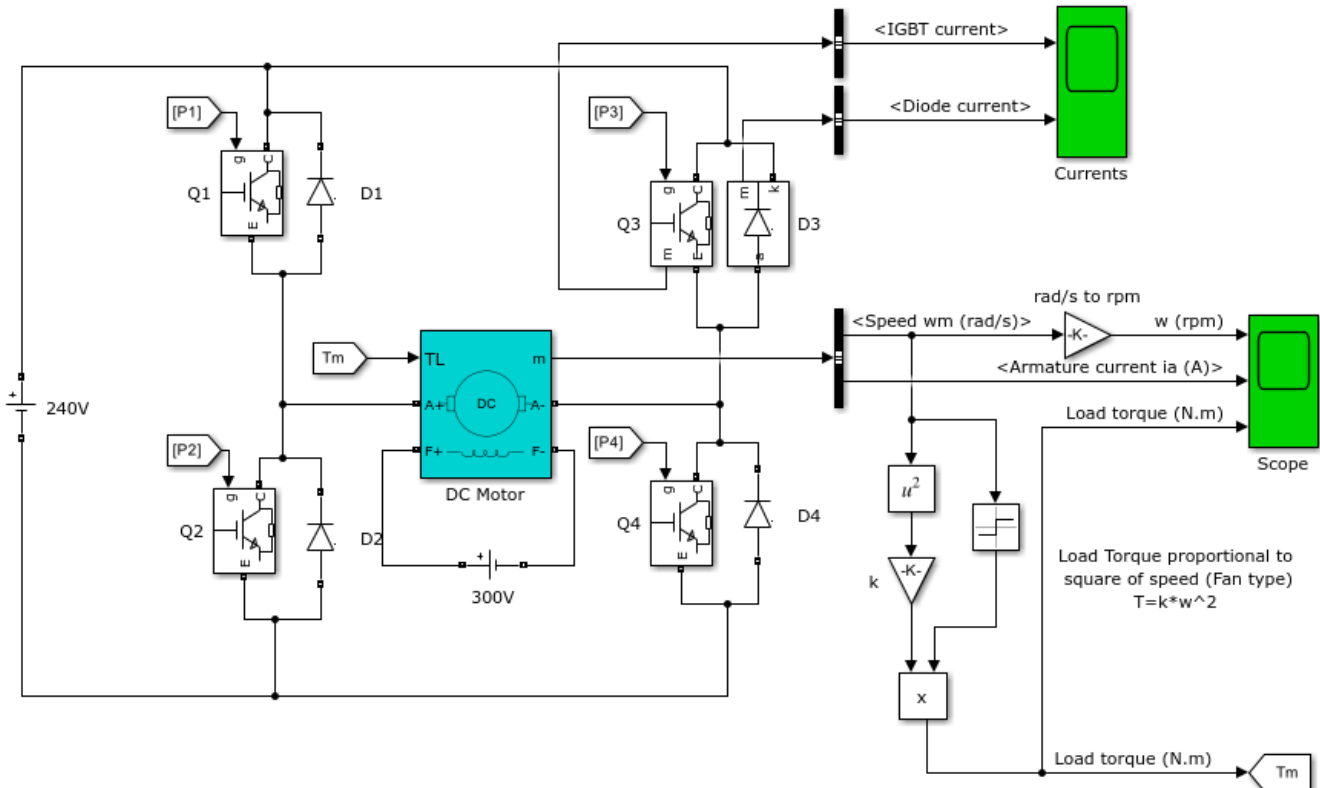 <IGBT current>
<Diode current>
Currents
[P1]
g
C
E
Q1
D1
[P3]
g
C
m
E
Q3
m
k
a
D3
240V
+
Tm
TL
m
A+
DC
A-
F+
F-
DC Motor
+
300V
[P2]
g
C
E
Q2
D2
[P4]
g
C
E
Q4
D4
rad/s to rpm
<Speed wm (rad/s)>
-K-
w (rpm)
<Armature current ia (A)>
Load torque (N.m)
Scope
u²
-K-
k
x
Load Torque proportional to
square of speed (Fan type)
T=k*w^2
Load torque (N.m)
Tm